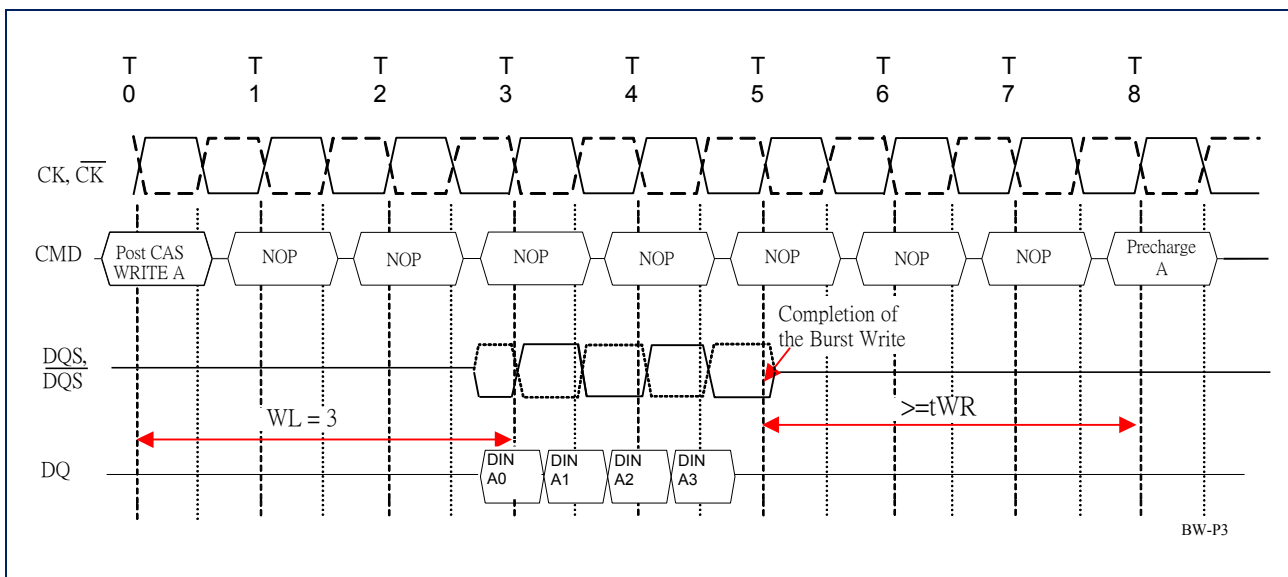 T T T T T T T T T
0 1 2 3 4 5 6 7 8
CK, CK
CMD
Post CAS
WRITE A
NOP
NOP
NOP
NOP
NOP
NOP
NOP
Precharge
A
Completion of
the Burst Write
DQS,
DQS
WL = 3
>=tWR
DQ
DIN
A0
DIN
A1
DIN
A2
DIN
A3
BW-P3